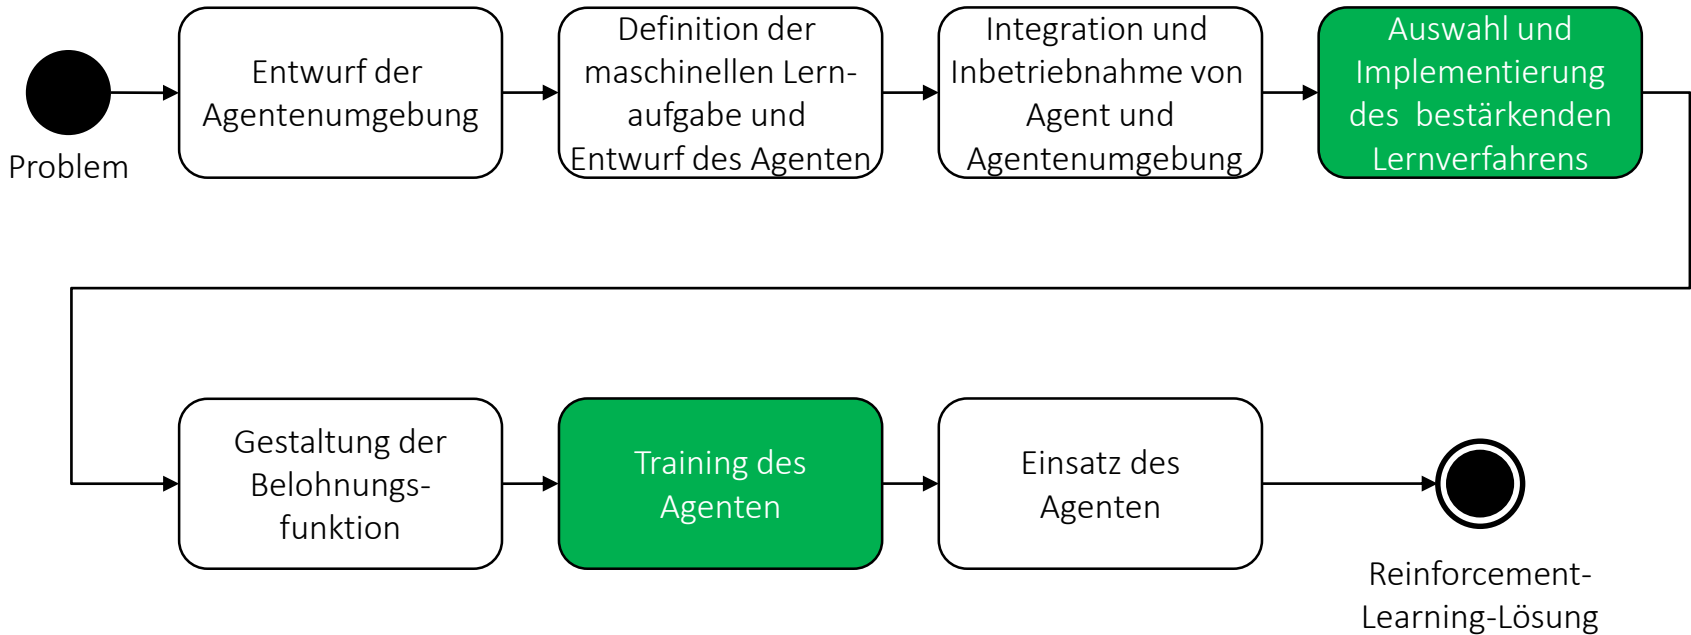 Problem
Entwurf der
Agentenumgebung
Definition der
maschinellen Lern-
aufgabe und
Entwurf des Agenten
Integration und
Inbetriebnahme von
Agent und
Agentenumgebung
Auswahl und
Implementierung
des  bestärkenden
Lernverfahrens
Gestaltung der
Belohnungs-
funktion
Training des
Agenten
Einsatz des
Agenten
Reinforcement-
Learning-Lösung